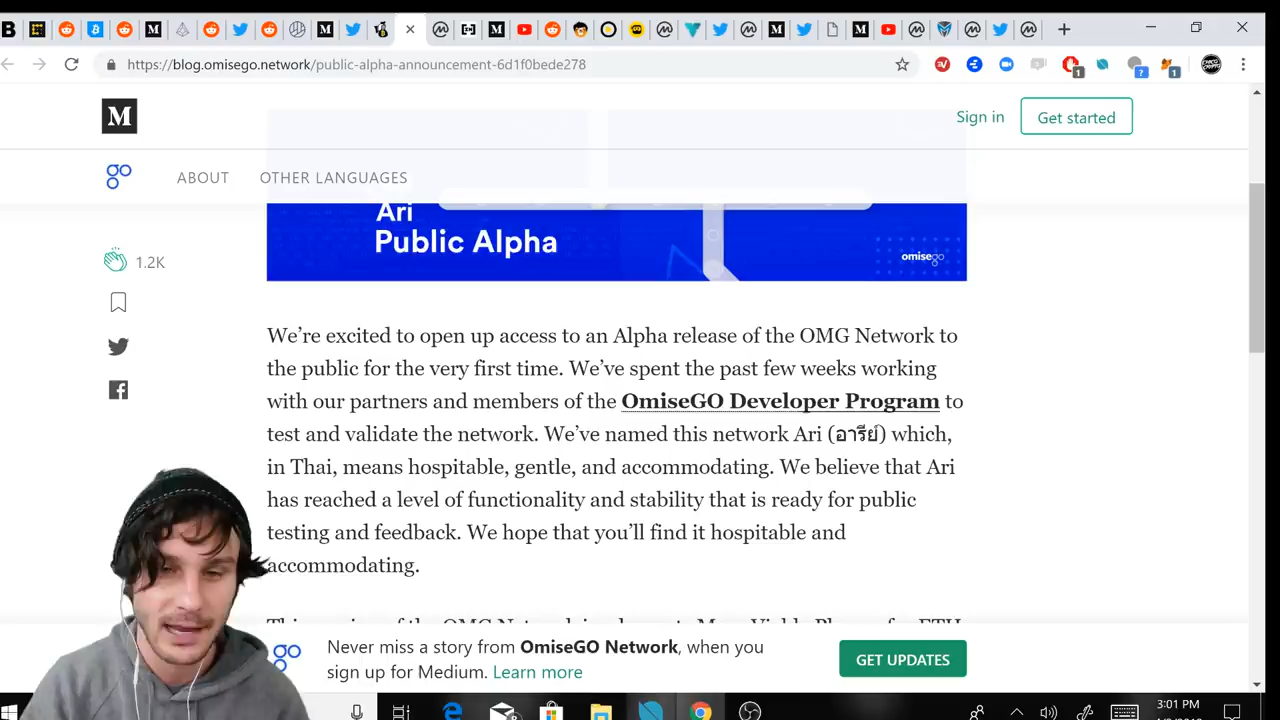 https://blog.omisego.network/public-alpha-announcement-6d1f0bede278
M
Sign in
Get started
go
ABOUT
OTHER LANGUAGES
Ari
Public Alpha
omisego
1.2K
We’re excited to open up access to an Alpha release of the OMG Network to
the public for the very first time. We’ve spent the past few weeks working
with our partners and members of the OmiseGO Developer Program to
test and validate the network. We’ve named this network Ari (อารีย์) which,
in Thai, means hospitable, gentle, and accommodating. We believe that Ari
has reached a level of functionality and stability that is ready for public
testing and feedback. We hope that you’ll find it hospitable and
accommodating.
go
Never miss a story from OmiseGO Network, when you
sign up for Medium. Learn more
GET UPDATES
3:01 PM